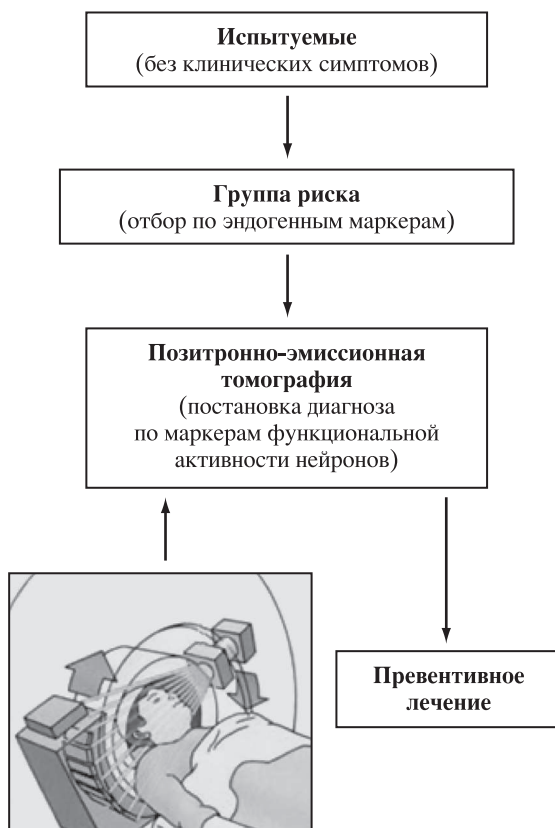 Испытуемые
(без клинических симптомов)
Группа риска
(отбор по эндогенным маркерам)
Позитронно-эмиссионная
томография
(постановка диагноза
по маркерам функциональной
активности нейронов)
Превентивное
лечение